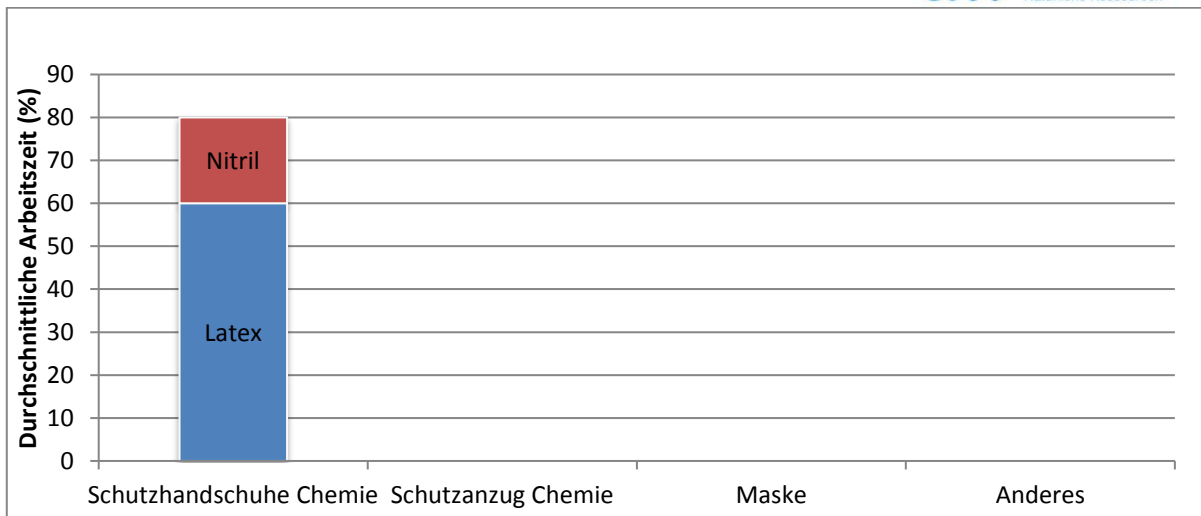 Durchschnittliche Arbeitszeit (%)
90
80
70
60
50
40
30
20
10
0
Nitril
Latex
Schutzhandschuhe Chemie
Schutzanzug Chemie
Maske
Anderes